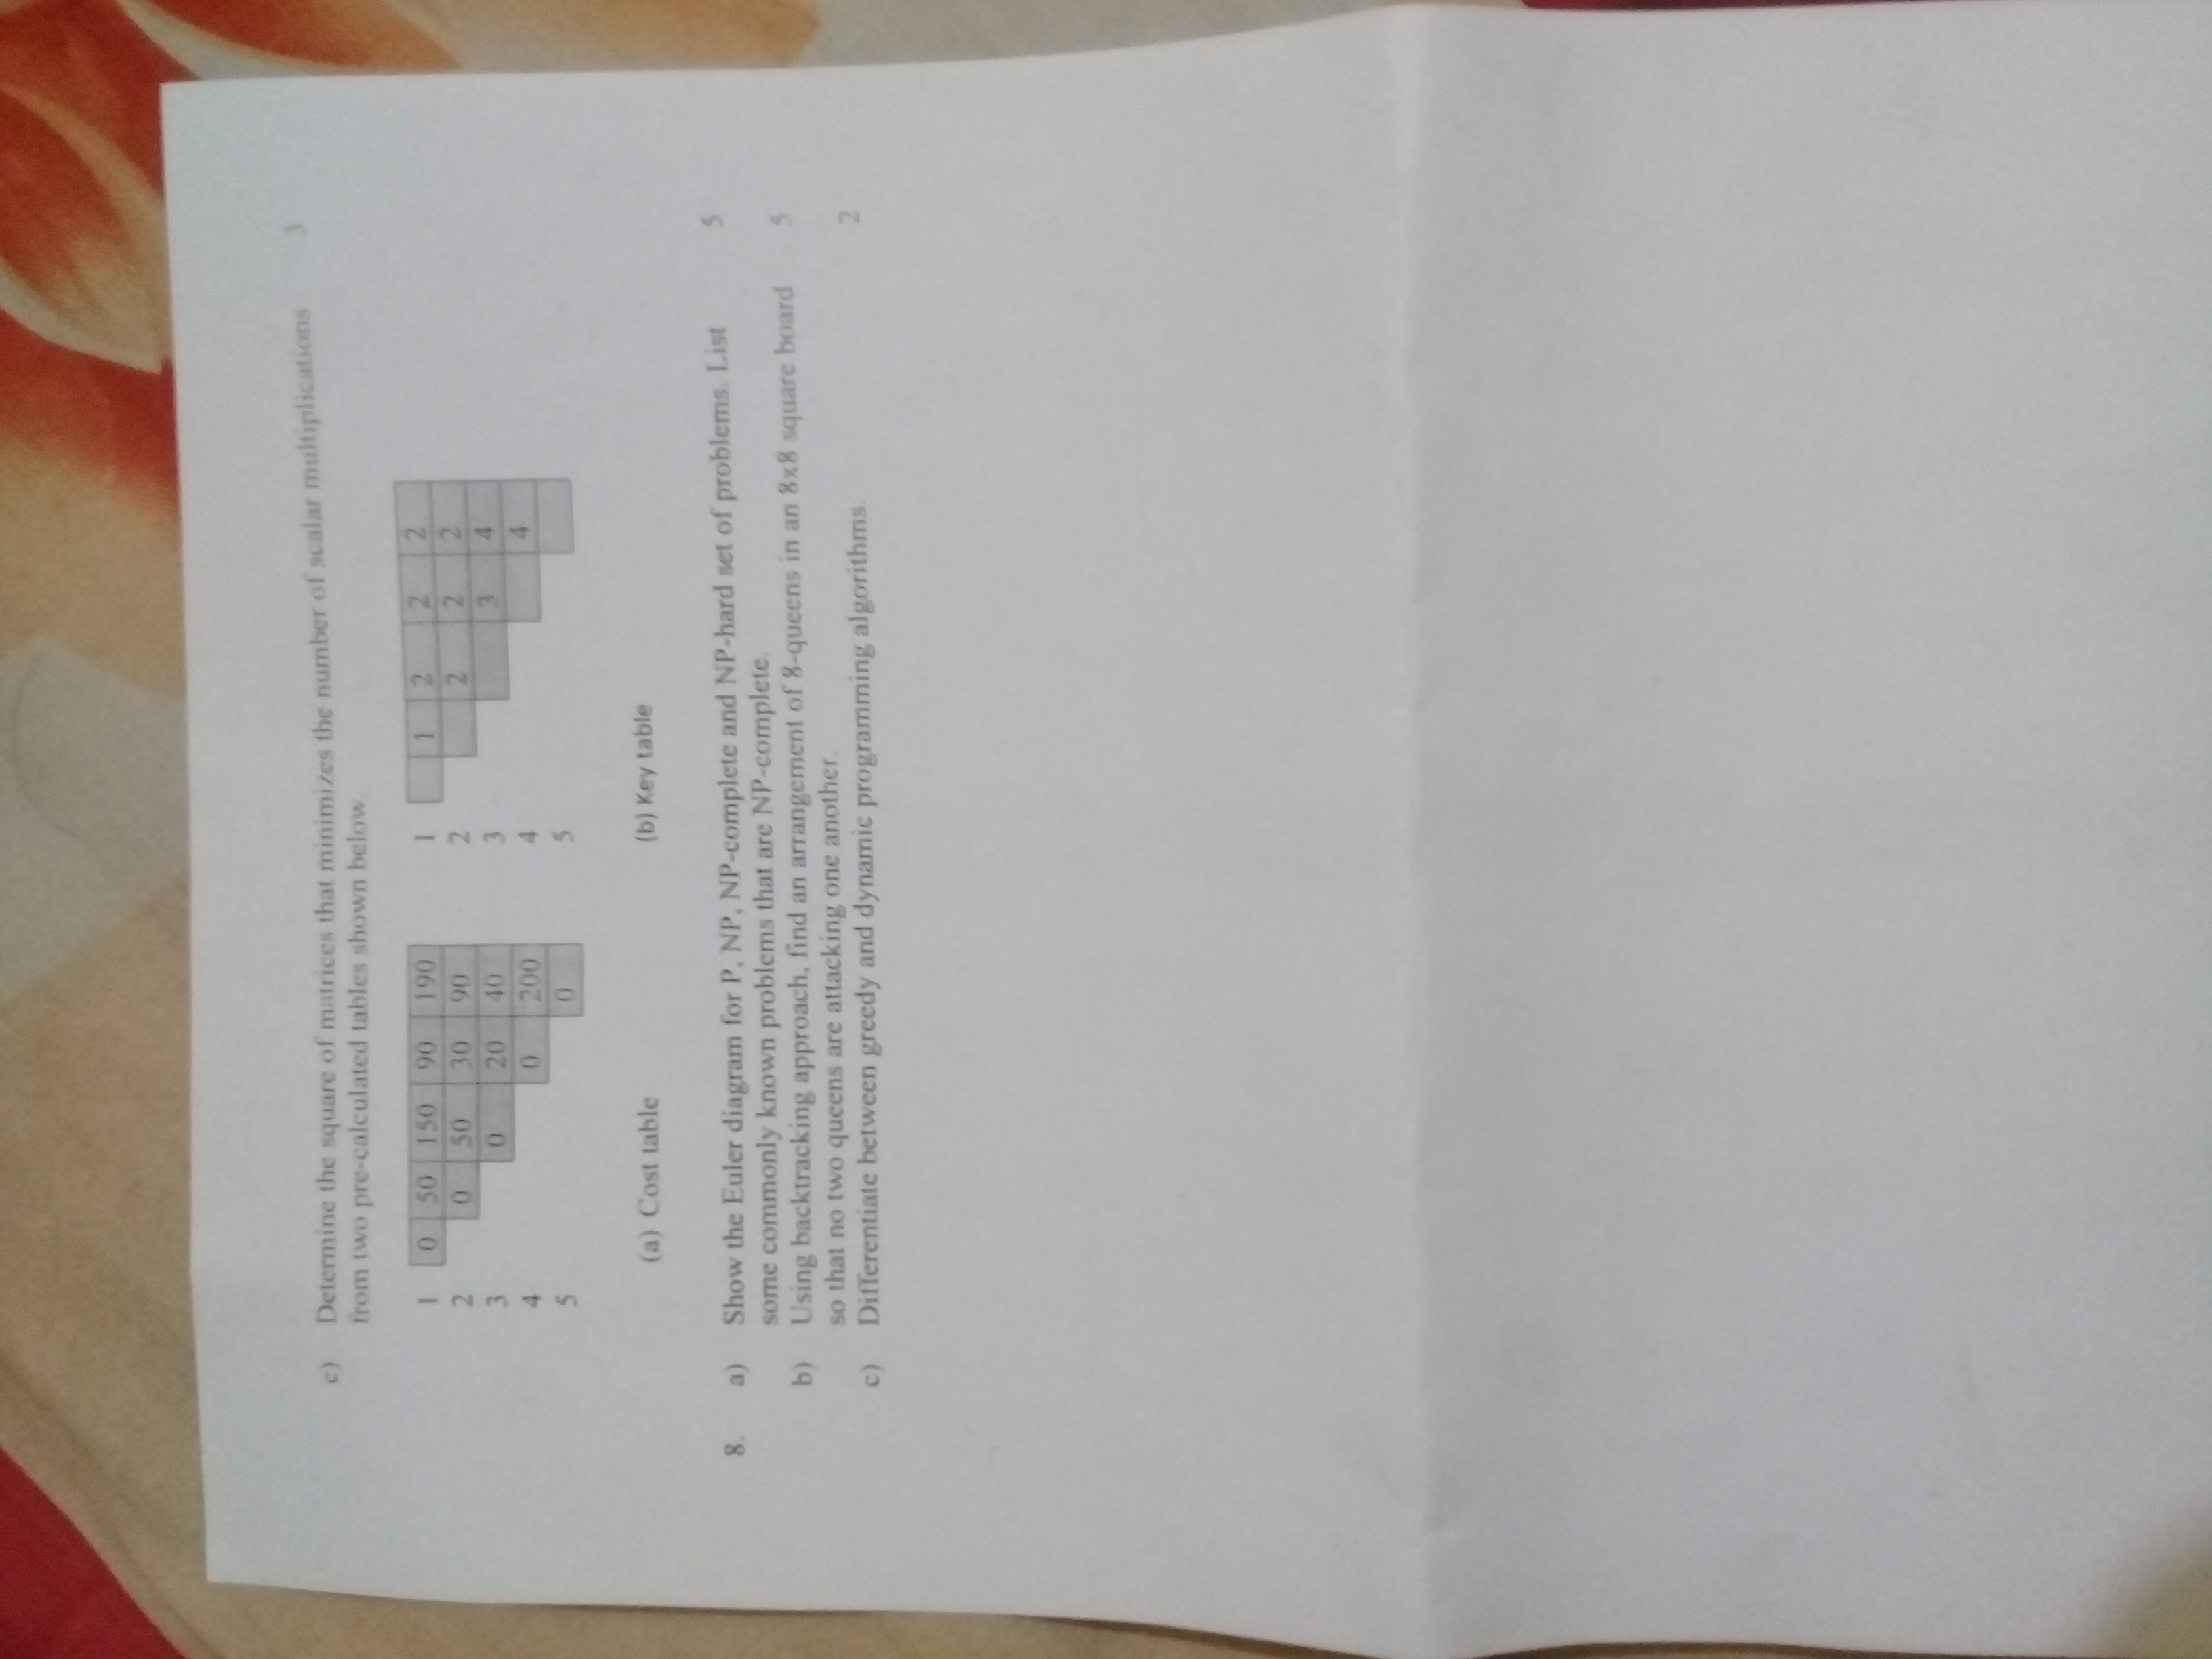 c) Determine the square of matrices that minimizes the number of scalar multiplications 3
from two pre-calculated tables shown below.
1 0 50 150 90 190 1 1 2 2 2
2 0 50 30 90 2 2 2 2
3 0 20 40 3 3 4
4 0 200 4 4
5 0 5
(a) Cost table (b) Key table
8. a) Show the Euler diagram for P, NP, NP-complete and NP-hard set of problems. List 5
some commonly known problems that are NP-complete.
b) Using backtracking approach, find an arrangement of 8-queens in an 8x8 square board 5
so that no two queens are attacking one another.
c) Differentiate between greedy and dynamic programming algorithms. 2